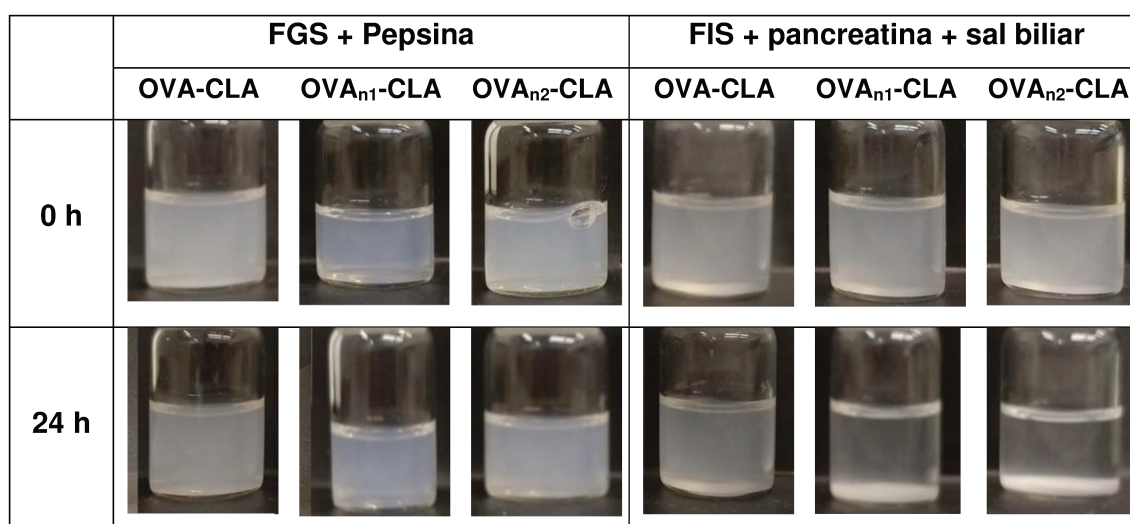 FGS + Pepsina FIS + pancreatina + sal biliar
OVA-CLA OVAn1-CLA OVAn2-CLA OVA-CLA OVAn1-CLA OVAn2-CLA
0 h
24 h